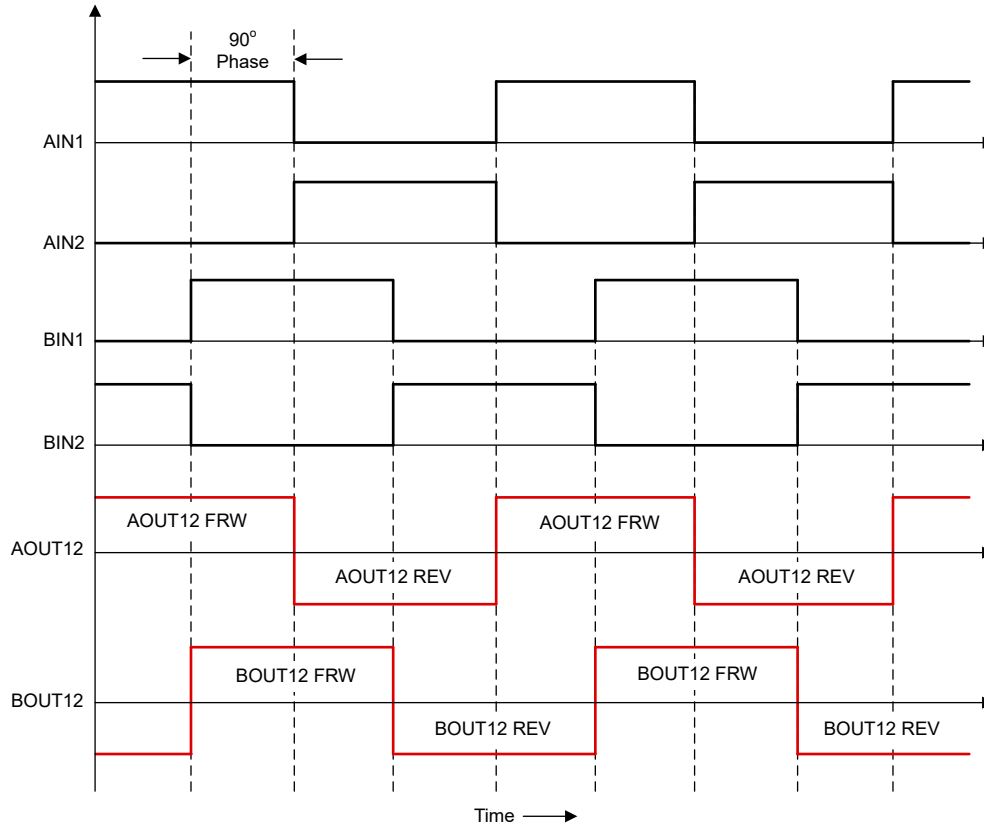 90o
Phase
AIN1
AIN2
BIN1
BIN2
AOUT12 FRW
AOUT12 FRW
AOUT12
AOUT12 REV
AOUT12 REV
BOUT12 FRW
BOUT12 FRW
BOUT12
BOUT12 REV
BOUT12 REV
Time